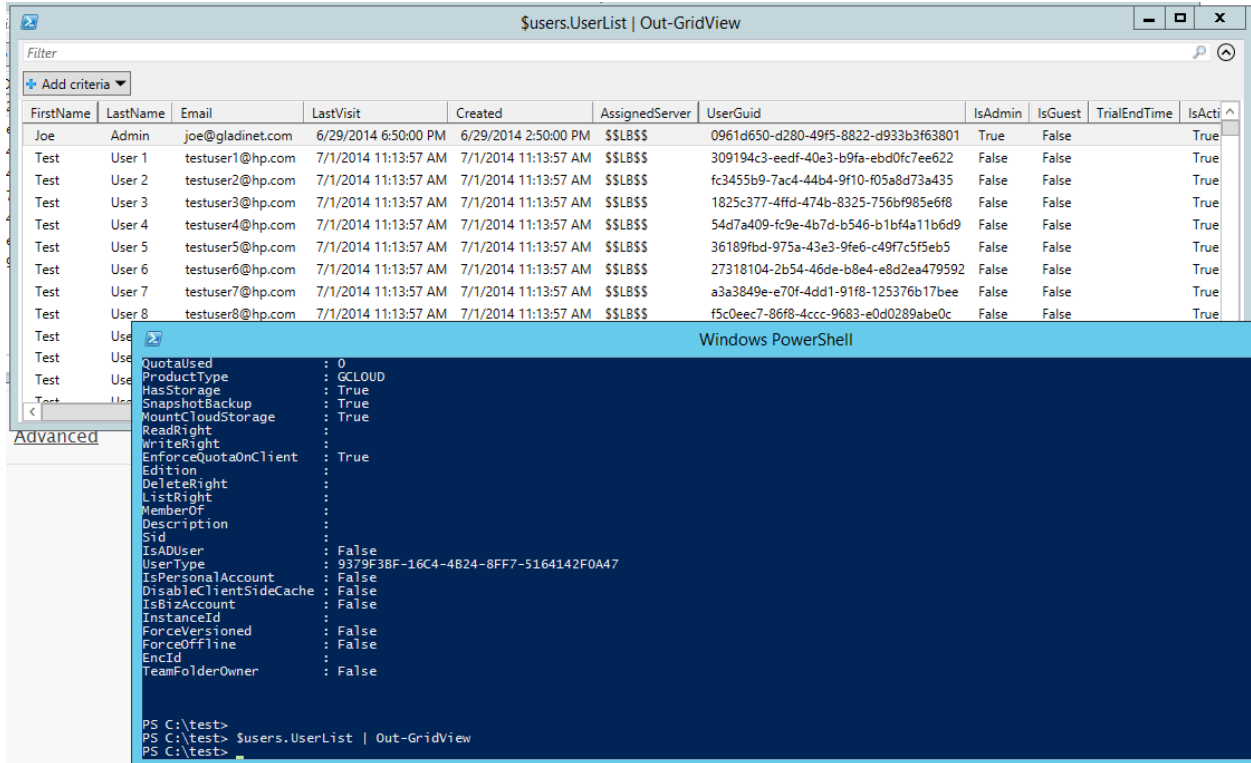 $users.UserList | Out-GridView
Filter
Add criteria
FirstName LastName Email LastVisit Created AssignedServer UserGuid IsAdmin IsGuest TrialEndTime IsActi
Joe Admin joe@gladinet.com 6/29/2014 6:50:00 PM 6/29/2014 2:50:00 PM $$LB$$ 0961d650-d280-49f5-8822-d933b3f63801 True False True
Test User 1 testuser1@hp.com 7/1/2014 11:13:57 AM 7/1/2014 11:13:57 AM $$LB$$ 309194c3-eedf-40e3-b9fa-ebd0fc7ee622 False False True
Test User 2 testuser2@hp.com 7/1/2014 11:13:57 AM 7/1/2014 11:13:57 AM $$LB$$ fc3455b9-7ac4-44b4-9f10-f05a8d73a435 False False True
Test User 3 testuser3@hp.com 7/1/2014 11:13:57 AM 7/1/2014 11:13:57 AM $$LB$$ 1825c377-4ffd-474b-8325-756bf985e6f8 False False True
Test User 4 testuser4@hp.com 7/1/2014 11:13:57 AM 7/1/2014 11:13:57 AM $$LB$$ 54d7a409-fc9e-4b7d-b546-b1bf4a11b6d9 False False True
Test User 5 testuser5@hp.com 7/1/2014 11:13:57 AM 7/1/2014 11:13:57 AM $$LB$$ 36189fbd-975a-43e3-9fe6-c49f7c5f5eb5 False False True
Test User 6 testuser6@hp.com 7/1/2014 11:13:57 AM 7/1/2014 11:13:57 AM $$LB$$ 27318104-2b54-46de-b8e4-e8d2ea479592 False False True
Test User 7 testuser7@hp.com 7/1/2014 11:13:57 AM 7/1/2014 11:13:57 AM $$LB$$ a3a3849e-e70f-4dd1-91f8-125376b17bee False False True
Test User 8 testuser8@hp.com 7/1/2014 11:13:57 AM 7/1/2014 11:13:57 AM $$LB$$ f5c0eec7-86f8-4ccc-9683-e0d0289abe0c False False True
Test Use
Test Use
Test Use
Test Use
Advanced
Windows PowerShell
QuotaUsed : 0
ProductType : GCLOUD
HasStorage : True
SnapshotBackup : True
MountCloudStorage : True
ReadRight :
WriteRight :
EnforceQuotaOnClient : True
Edition :
DeleteRight :
ListRight :
MemberOf :
Description :
Sid :
IsADUser : False
UserType : 9379F3BF-16C4-4B24-8FF7-5164142F0A47
IsPersonalAccount : False
DisableClientSideCache : False
IsBizAccount : False
InstanceId :
ForceVersioned : False
ForceOffline : False
EncId :
TeamFolderOwner : False
PS C:\test>
PS C:\test> $users.UserList | Out-GridView
PS C:\test>